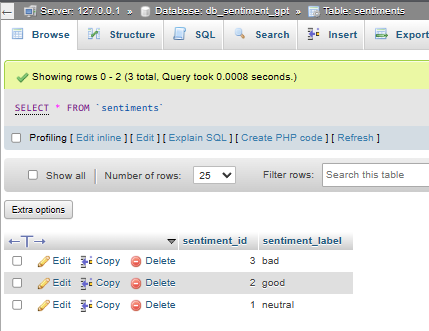 Server: 127.0.0.1 » Database: db_sentiment_gpt » Table: sentiments
Browse Structure SQL Search Insert Export
Showing rows 0 - 2 (3 total, Query took 0.0008 seconds.)
SELECT * FROM `sentiments`
Profiling [ Edit inline ] [ Edit ] [ Explain SQL ] [ Create PHP code ] [ Refresh ]
Show all Number of rows: 25 Filter rows: Search this table
Extra options
←T→ sentiment_id sentiment_label
Edit Copy Delete 3 bad
Edit Copy Delete 2 good
Edit Copy Delete 1 neutral